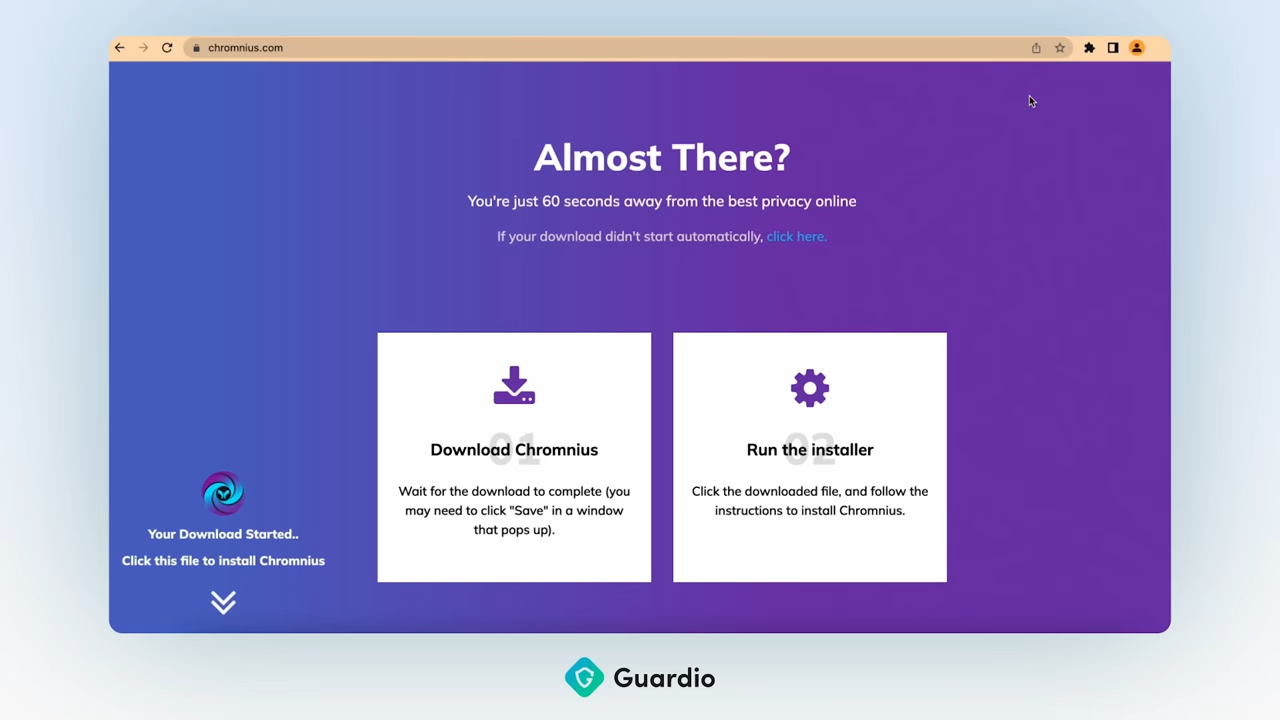 chromnius.com
Almost There?
You're just 60 seconds away from the best privacy online
If your download didn't start automatically, click here.
01
Download Chromnius
Wait for the download to complete (you
may need to click "Save" in a window
that pops up).
02
Run the installer
Click the downloaded file, and follow the
instructions to install Chromnius.
Your Download Started..
Click this file to install Chromnius
Guardio